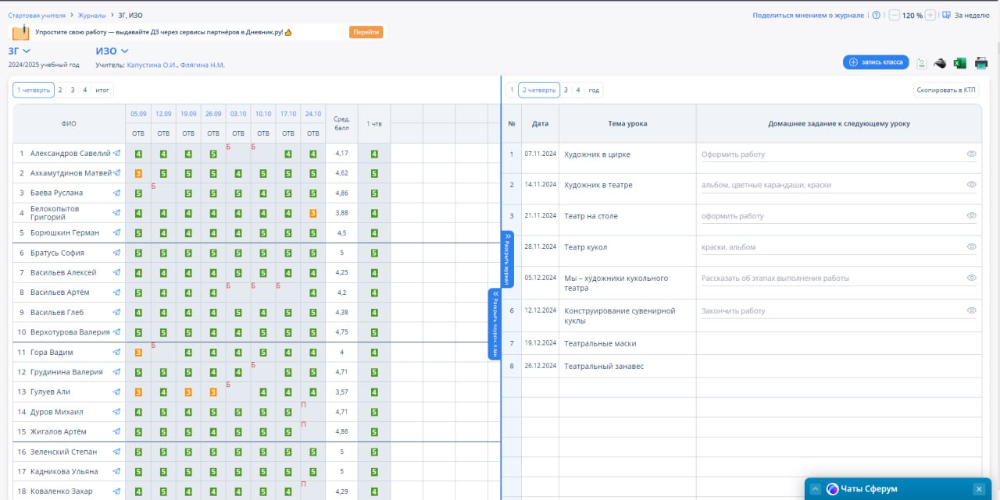 Стартовая учителя > Журналы > 3Г, ИЗО
Поделиться мнением о журнале
120 %
За неделю
Упростите свою работу — выдавайте ДЗ через сервисы партнёров в Дневник.ру!
Перейти
3Г ИЗО
2024/2025 учебный год Учитель: Капустина О.И., Флягина Н.М.
запись класса
1 четверть 2 3 4 итог
ФИО 05.09 12.09 19.09 26.09 03.10 10.10 17.10 24.10 Сред. балл 1 чтв
ОТВ ОТВ ОТВ ОТВ ОТВ ОТВ ОТВ ОТВ
1 Александров Савелий 4 4 4 5 Б Б 4 4 4,17 4
2 Ахкамутдинов Матвей 3 5 5 5 4 5 5 5 4,62 5
3 Баева Руслана 5 Б 5 5 5 4 5 5 4,86 5
4 Белокопытов Григорий 4 4 4 4 4 4 4 3 3,88 4
5 Борюшкин Герман 5 4 4 4 4 5 5 5 4,5 4
6 Братусь София 5 5 5 5 5 5 5 5 5 5
7 Васильев Алексей 4 4 4 4 5 5 4 4 4,25 4
8 Васильев Артём 5 4 4 4 Б Б Б 4 4,2 4
9 Васильев Глеб 4 4 4 4 5 4 5 5 4,38 4
10 Верхотурова Валерия 5 5 4 4 5 5 5 5 4,75 5
11 Гора Вадим 3 Б 4 4 4 5 4 4 4 4
12 Грудинина Валерия 5 5 5 4 4 Б 5 5 4,71 5
13 Гулуев Али 3 4 3 3 Б 4 4 4 3,57 4
14 Дуров Михаил 4 5 4 5 5 5 5 П 4,71 5
15 Жигалов Артём 5 5 5 4 5 5 5 П 4,86 5
16 Зеленский Степан 5 5 5 5 5 5 5 5 5 5
17 Кадникова Ульяна 5 5 5 5 5 5 5 5 5 5
18 Коваленко Захар 4 5 4 4 4 5 4 П 4,29 4
Раскрыть журнал
Раскрыть поуроч. план
1 2 четверть 3 4 год
Скопировать в КТП
№ Дата Тема урока Домашнее задание к следующему уроку
1 07.11.2024 Художник в цирке Оформить работу
2 14.11.2024 Художник в театре альбом, цветные карандаши, краски
3 21.11.2024 Театр на столе оформить работу
4 28.11.2024 Театр кукол краски, альбом
5 05.12.2024 Мы – художники кукольного Рассказать об этапах выполнения работы
театра
6 12.12.2024 Конструирование сувенирной Закончить работу
куклы
7 19.12.2024 Театральные маски
8 26.12.2024 Театральный занавес
Чаты Сферум